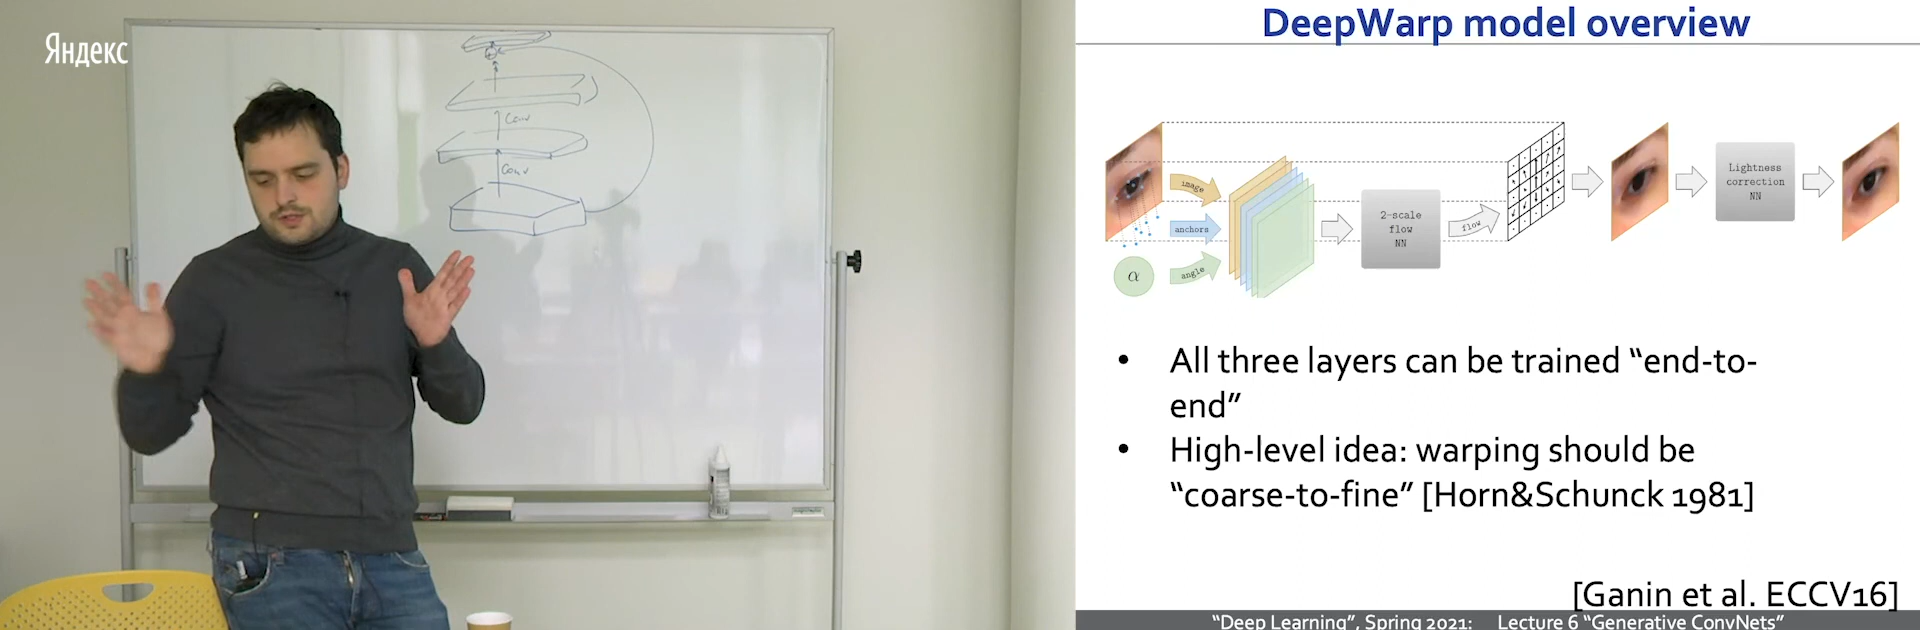 Яндекс
Conv
Conv
DeepWarp model overview
image
anchors
α
angle
2-scale
flow
NN
flow
Lightness
correction
NN
• All three layers can be trained “end-to-
end”
• High-level idea: warping should be
“coarse-to-fine” [Horn&Schunck 1981]
[Ganin et al. ECCV16]
“Deep Learning”, Spring 2021: Lecture 6 “Generative ConvNets”